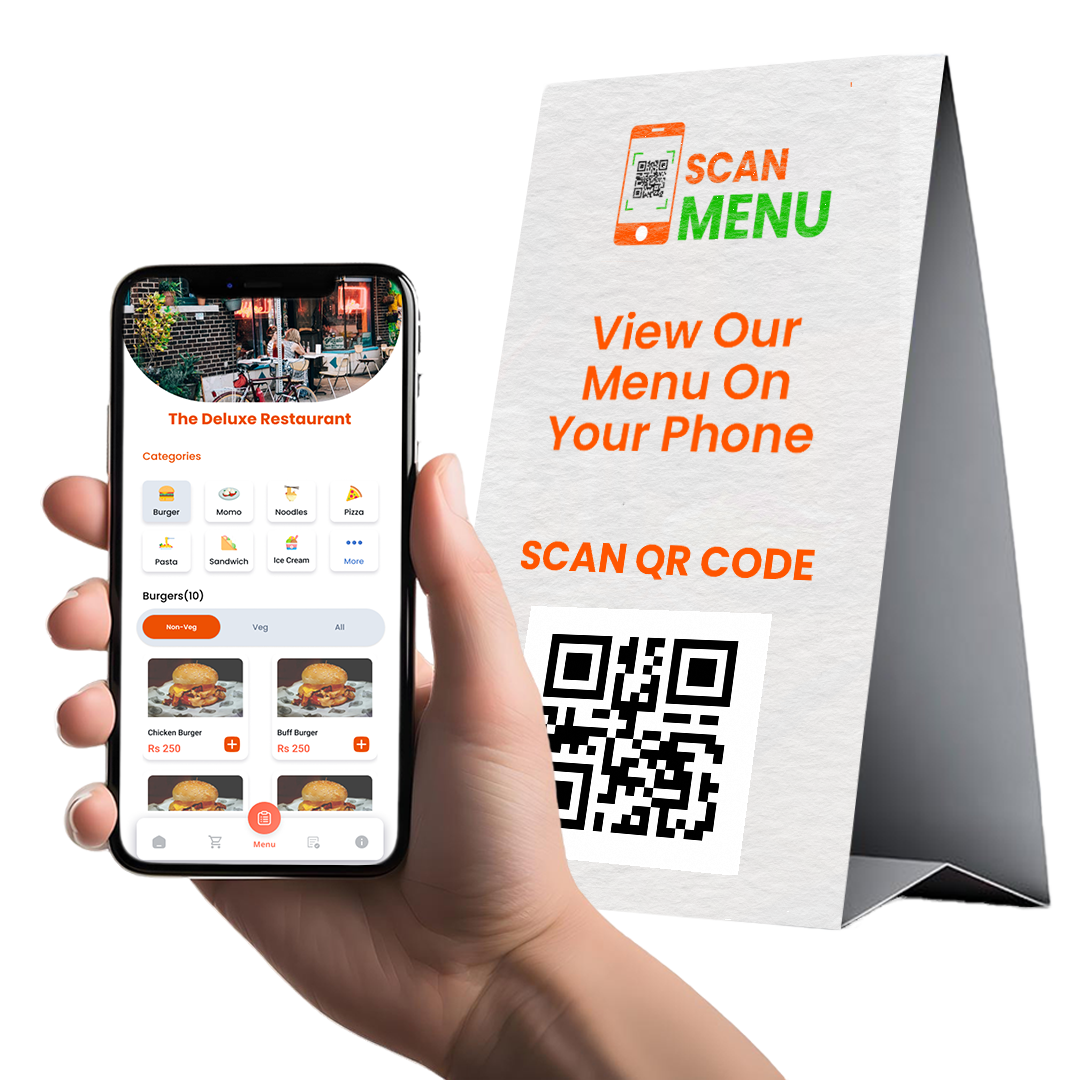 SCAN
MENU
View Our
Menu On
Your Phone
SCAN QR CODE
The Deluxe Restaurant
Categories
Burger
Momo
Noodles
Pizza
Pasta
Sandwich
Ice Cream
More
Burgers(10)
Non-Veg
Veg
All
Chicken Burger
Rs 250
Buff Burger
Rs 250
Menu